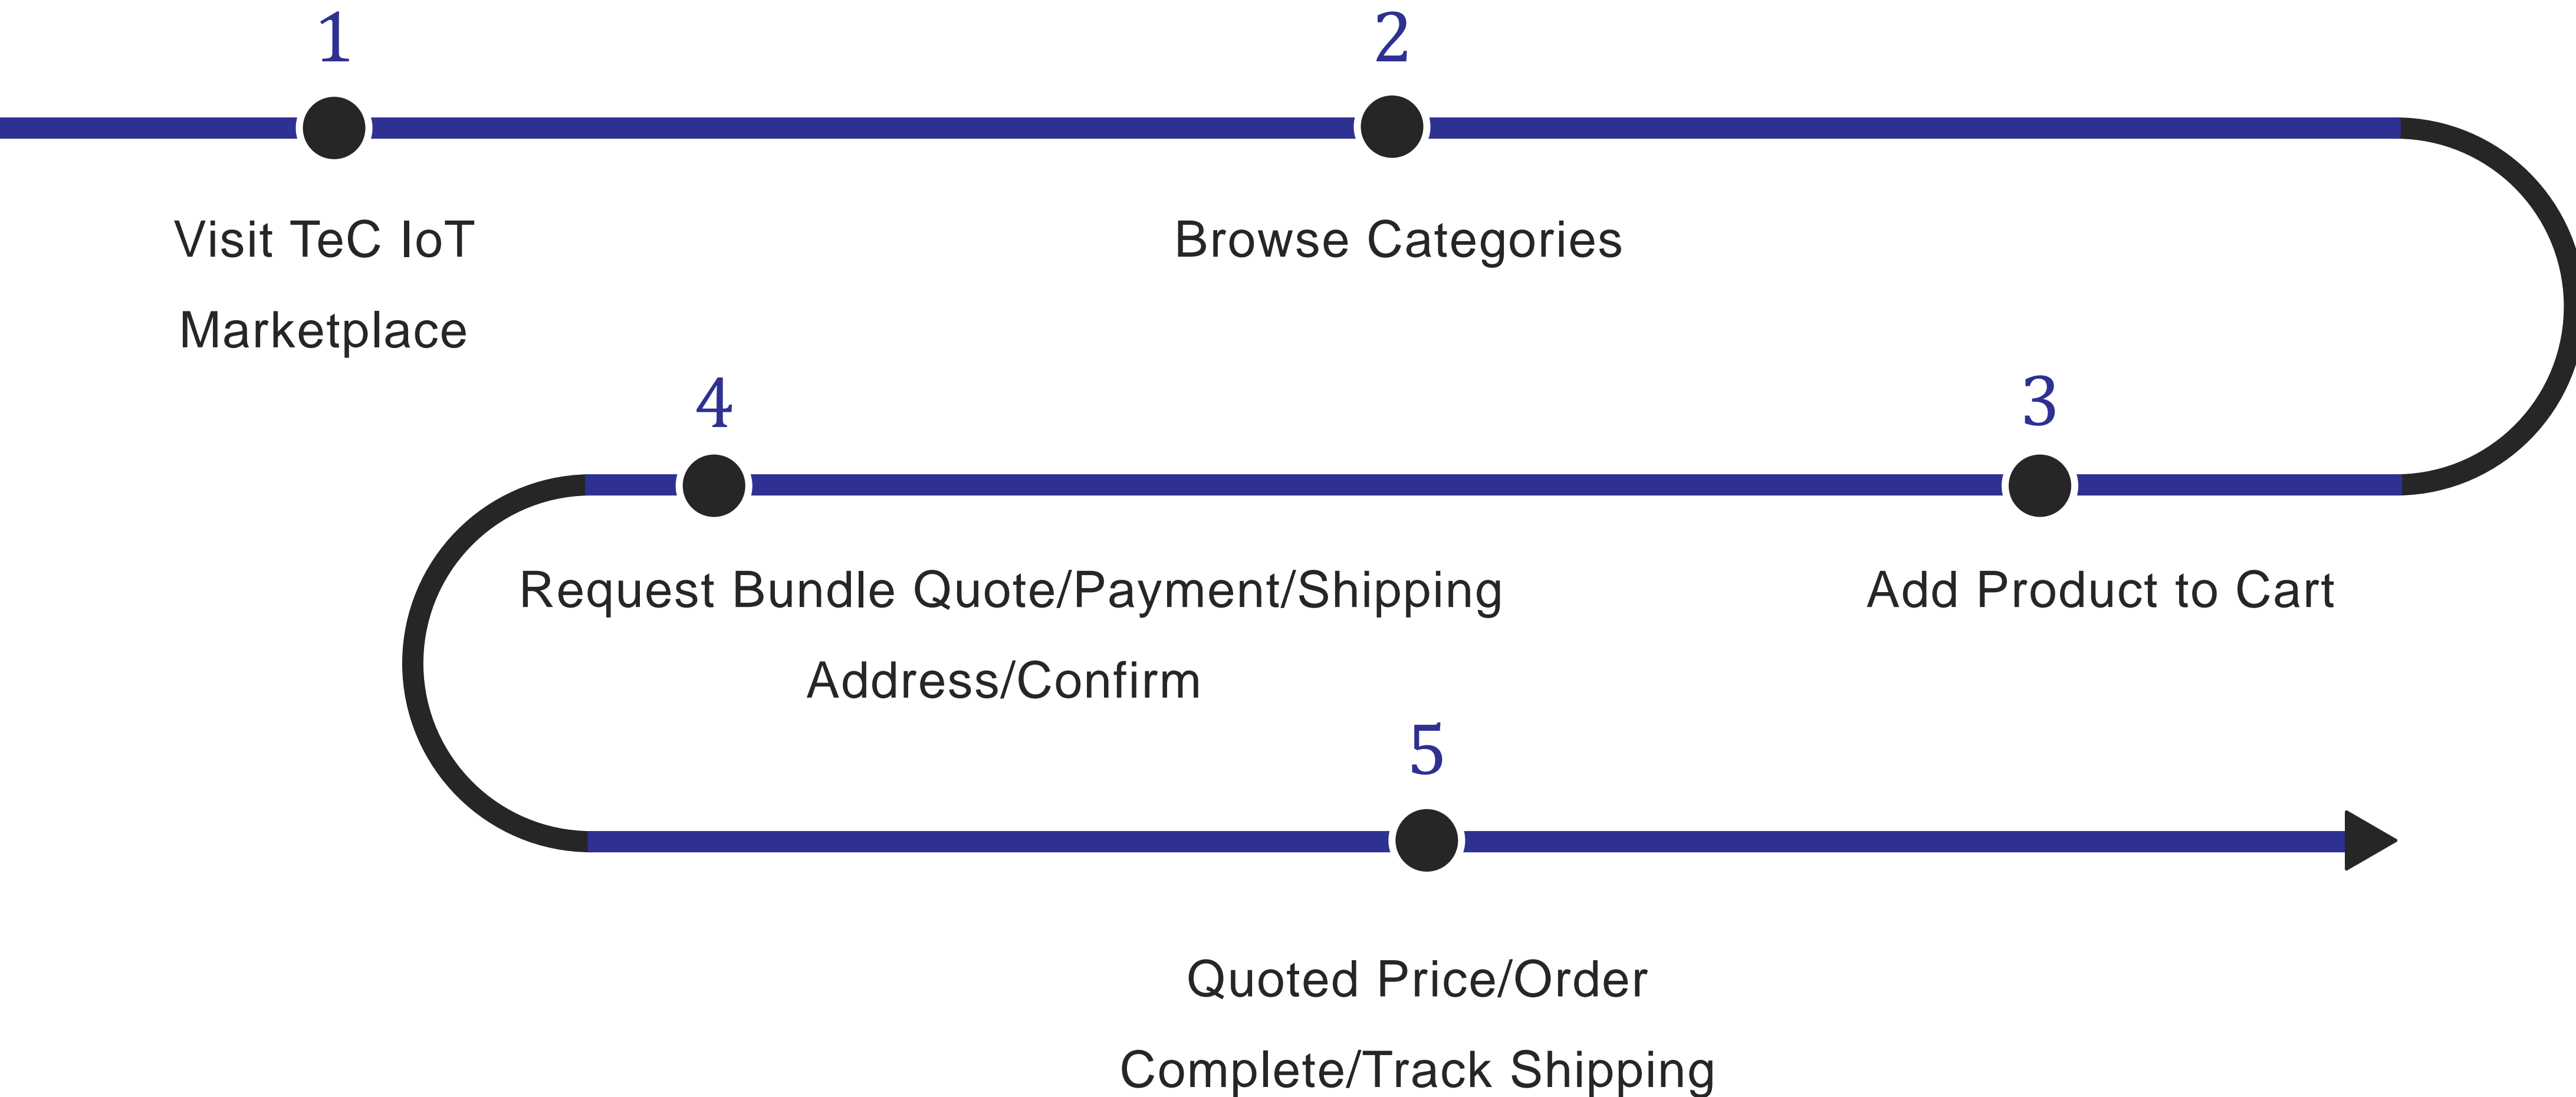 1
2
Visit TeC IoT
Marketplace
Browse Categories
4
3
Request Bundle Quote/Payment/Shipping
Address/Confirm
Add Product to Cart
5
Quoted Price/Order
Complete/Track Shipping